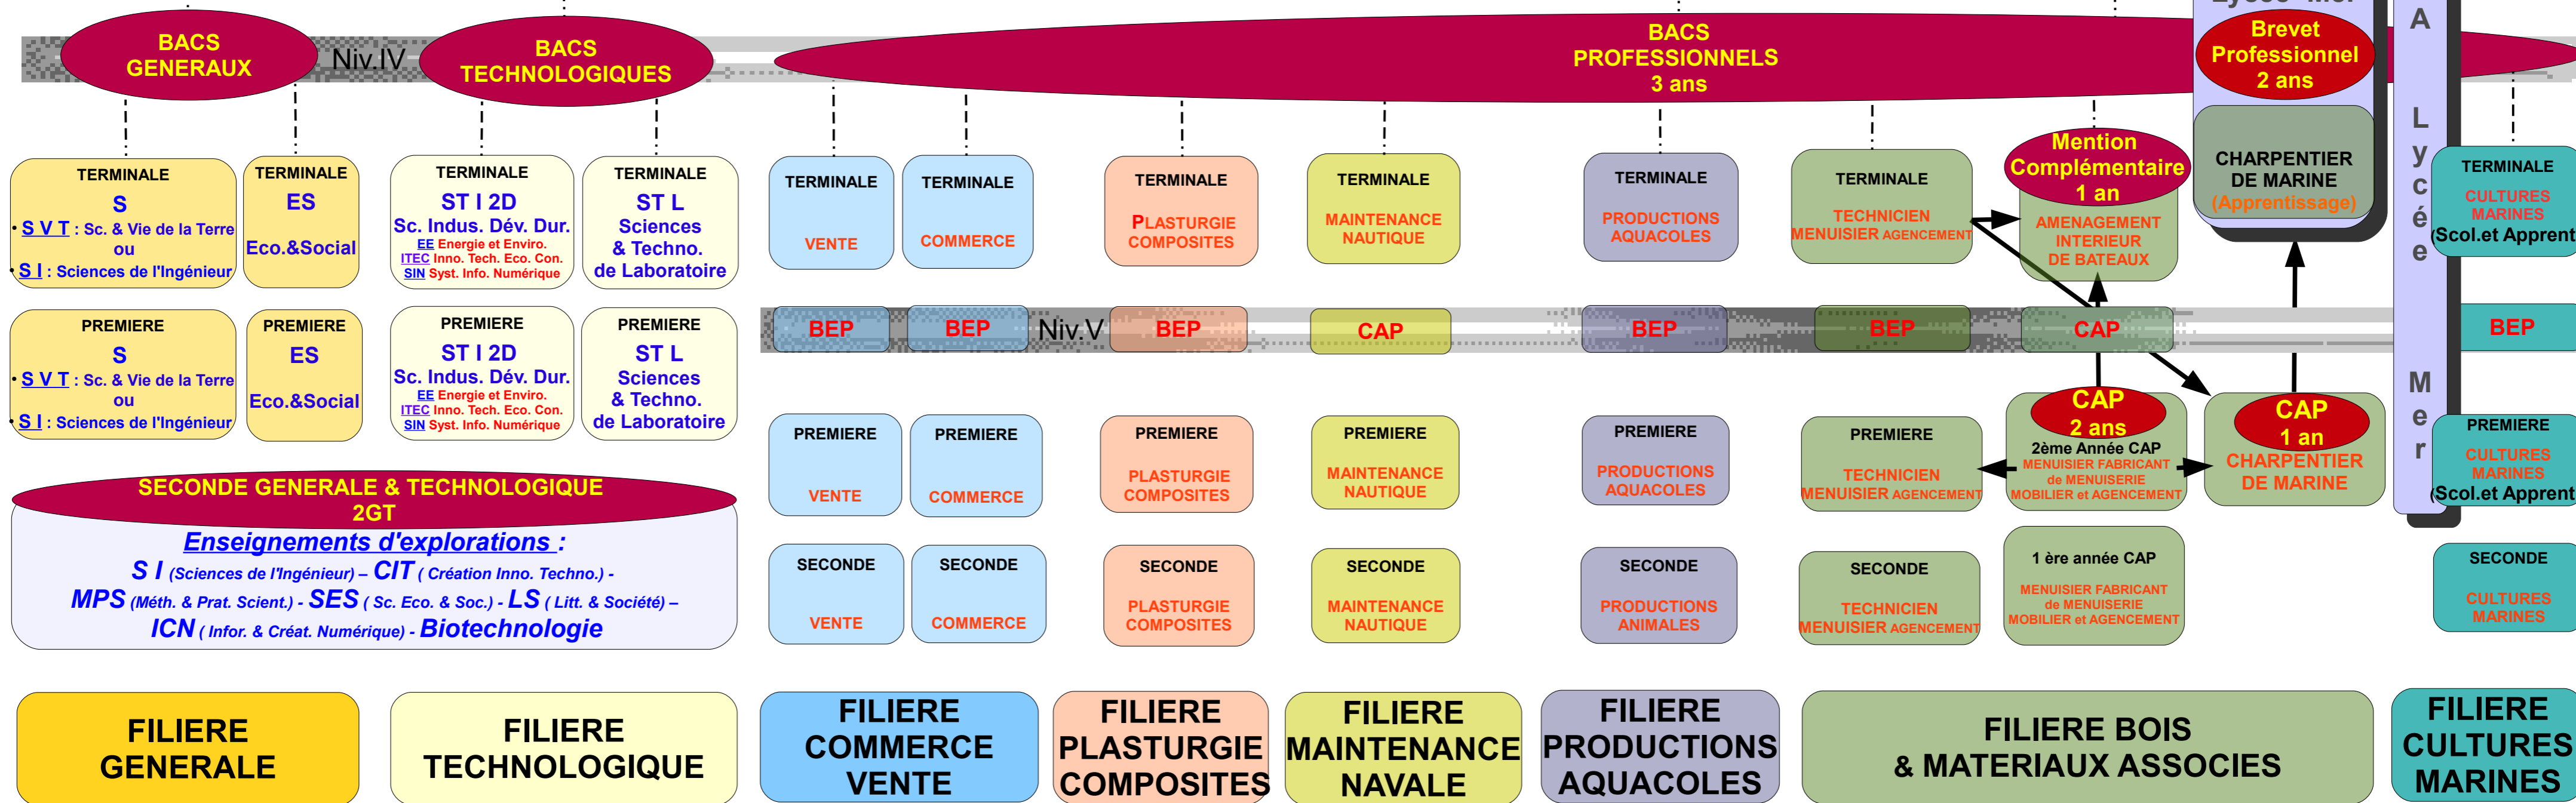 BACS
GENERAUX
Niv.IV
BACS
TECHNOLOGIQUES
BACS
PROFESSIONNELS
3 ans
Brevet
Professionnel
2 ans
CHARPENTIER
DE MARINE
(Apprentissage)
A
L
y
c
é
e
M
e
r
TERMINALE
S
• S V T : Sc. & Vie de la Terre
ou
• S I : Sciences de l'Ingénieur
TERMINALE
ES
Eco.&Social
TERMINALE
ST I 2D
Sc. Indus. Dév. Dur.
EE Energie et Enviro.
ITEC Inno. Tech. Eco. Con.
SIN Syst. Info. Numérique
TERMINALE
ST L
Sciences
& Techno.
de Laboratoire
TERMINALE
VENTE
TERMINALE
COMMERCE
TERMINALE
PLASTURGIE
COMPOSITES
TERMINALE
MAINTENANCE
NAUTIQUE
TERMINALE
PRODUCTIONS
AQUACOLES
TERMINALE
TECHNICIEN
MENUISIER AGENCEMENT
Mention
Complémentaire
1 an
AMENAGEMENT
INTERIEUR
DE BATEAUX
TERMINALE
CULTURES
MARINES
(Scol.et Apprent
PREMIERE
S
• S V T : Sc. & Vie de la Terre
ou
• S I : Sciences de l'Ingénieur
PREMIERE
ES
Eco.&Social
PREMIERE
ST I 2D
Sc. Indus. Dév. Dur.
EE Energie et Enviro.
ITEC Inno. Tech. Eco. Con.
SIN Syst. Info. Numérique
PREMIERE
ST L
Sciences
& Techno.
de Laboratoire
BEP
BEP
Niv.V
BEP
CAP
BEP
BEP
CAP
BEP
PREMIERE
VENTE
PREMIERE
COMMERCE
PREMIERE
PLASTURGIE
COMPOSITES
PREMIERE
MAINTENANCE
NAUTIQUE
PREMIERE
PRODUCTIONS
AQUACOLES
PREMIERE
TECHNICIEN
MENUISIER AGENCEMENT
CAP
2 ans
2ème Année CAP
MENUISIER FABRICANT
de MENUISERIE
MOBILIER et AGENCEMENT
CAP
1 an
CHARPENTIER
DE MARINE
PREMIERE
CULTURES
MARINES
(Scol.et Apprent
SECONDE GENERALE & TECHNOLOGIQUE
2GT
Enseignements d'explorations :
S I (Sciences de l'Ingénieur) – CIT ( Création Inno. Techno.) -
MPS (Méth. & Prat. Scient.) - SES ( Sc. Eco. & Soc.) - LS ( Litt. & Société) –
ICN ( Infor. & Créat. Numérique) - Biotechnologie
SECONDE
VENTE
SECONDE
COMMERCE
SECONDE
PLASTURGIE
COMPOSITES
SECONDE
MAINTENANCE
NAUTIQUE
SECONDE
PRODUCTIONS
ANIMALES
SECONDE
TECHNICIEN
MENUISIER AGENCEMENT
1 ère année CAP
MENUISIER FABRICANT
de MENUISERIE
MOBILIER et AGENCEMENT
SECONDE
CULTURES
MARINES
FILIERE
GENERALE
FILIERE
TECHNOLOGIQUE
FILIERE
COMMERCE
VENTE
FILIERE
PLASTURGIE
COMPOSITES
FILIERE
MAINTENANCE
NAVALE
FILIERE
PRODUCTIONS
AQUACOLES
FILIERE BOIS
& MATERIAUX ASSOCIES
FILIERE
CULTURES
MARINES